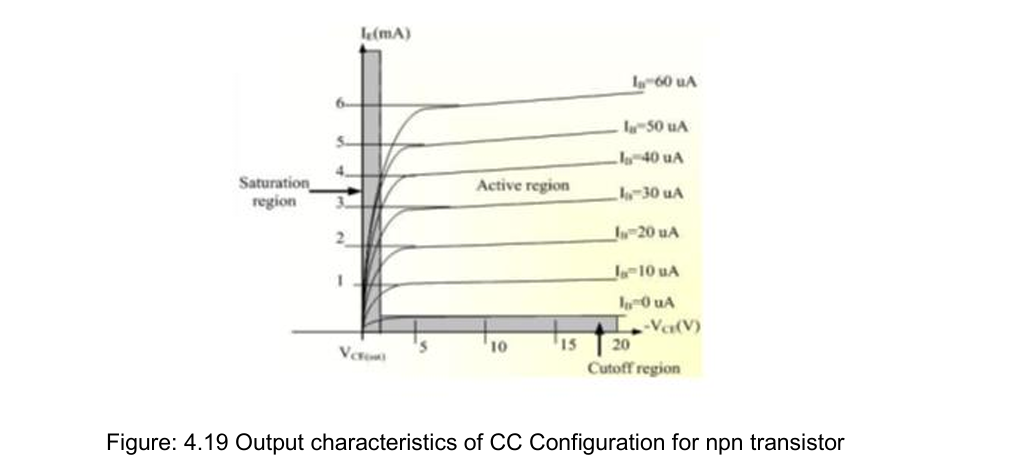 IE(mA)
IB=60 uA
6
IB=50 uA
5
IB=40 uA
4
Saturation
region
Active region
IB=30 uA
3
IB=20 uA
2
IB=10 uA
1
IB=0 uA
-VCE(V)
VCE(sat)
5
10
15
20
Cutoff region
Figure: 4.19 Output characteristics of CC Configuration for npn transistor